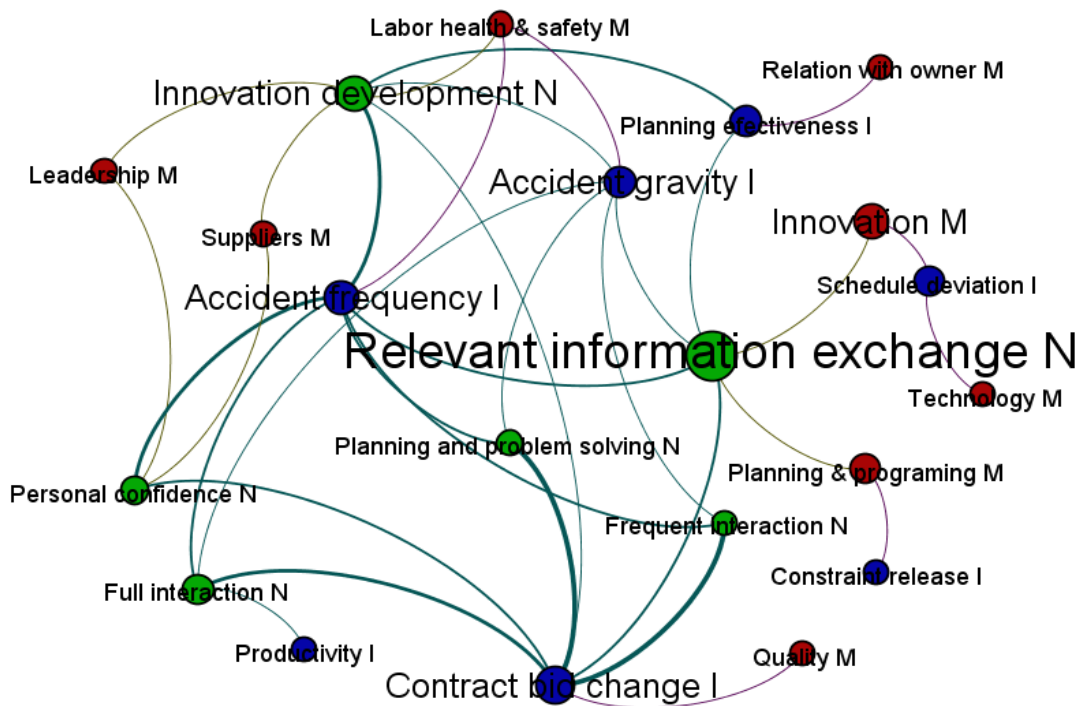 Labor health & safety M
Relation with owner M
Innovation development N
Planning efectiveness I
Leadership M
Accident gravity I
Innovation M
Suppliers M
Schedule deviation I
Accident frequency I
Relevant information exchange N
Technology M
Planning and problem solving N
Planning & programing M
Personal confidence N
Frequent interaction N
Constraint release I
Full interaction N
Productivity I
Quality M
Contract bid change I